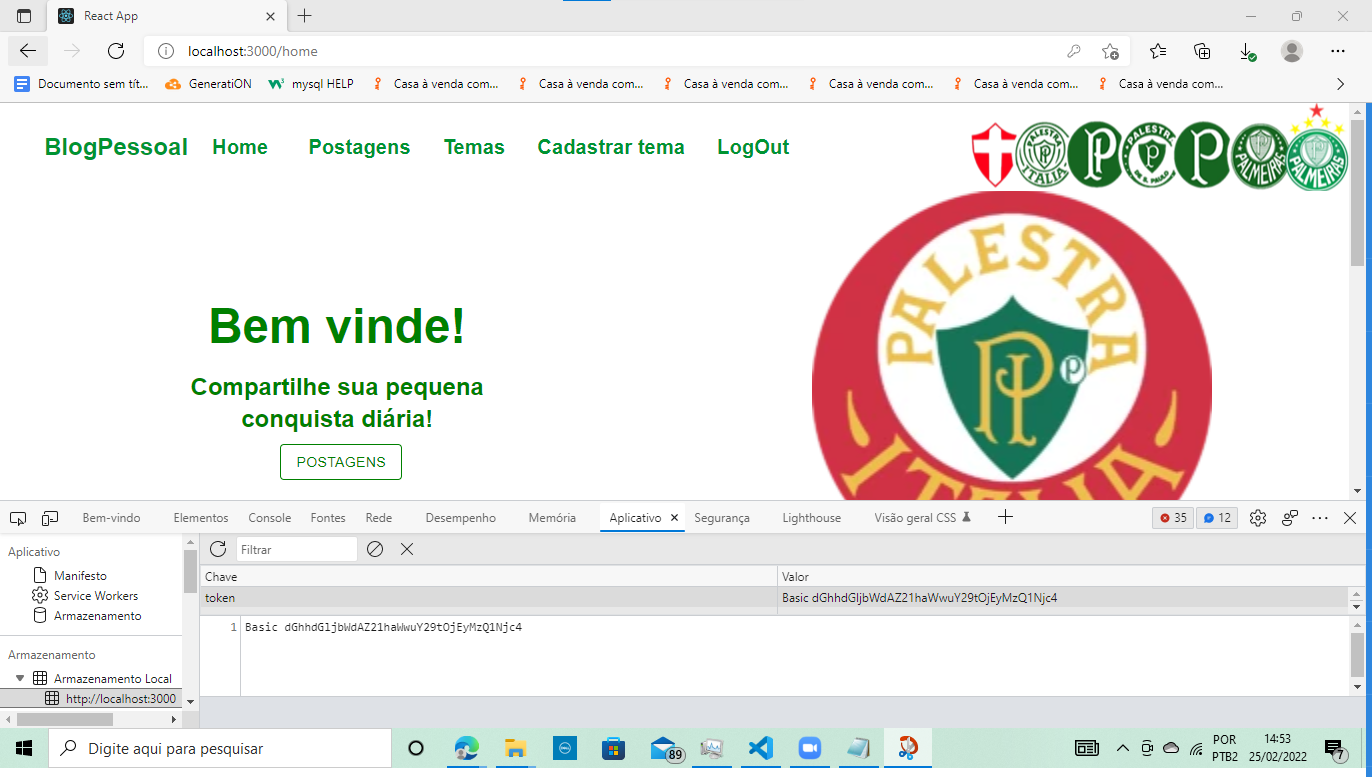 React App
localhost:3000/home
Documento sem tít... GeneratiON mysql HELP Casa à venda com... Casa à venda com... Casa à venda com... Casa à venda com... Casa à venda com... Casa à venda com...
BlogPessoal Home Postagens Temas Cadastrar tema LogOut
PALESTRA ITALIA
PALESTRA DE S. PAULO
PALMEIRAS
PALMEIRAS
PALESTRA ITALIA
Bem vinde!
Compartilhe sua pequena
conquista diária!
POSTAGENS
Bem-vindo Elementos Console Fontes Rede Desempenho Memória Aplicativo Segurança Lighthouse Visão geral CSS 35 12
Aplicativo
Filtrar
Manifesto
Service Workers
Armazenamento
Armazenamento
Armazenamento Local
http://localhost:3000
Chave Valor
token Basic dGhhdGljbWdAZ21haWwuY29tOjEyMzQ1Njc4
1 Basic dGhhdGljbWdAZ21haWwuY29tOjEyMzQ1Njc4
Digite aqui para pesquisar
89
POR
PTB2
14:53
25/02/2022
7